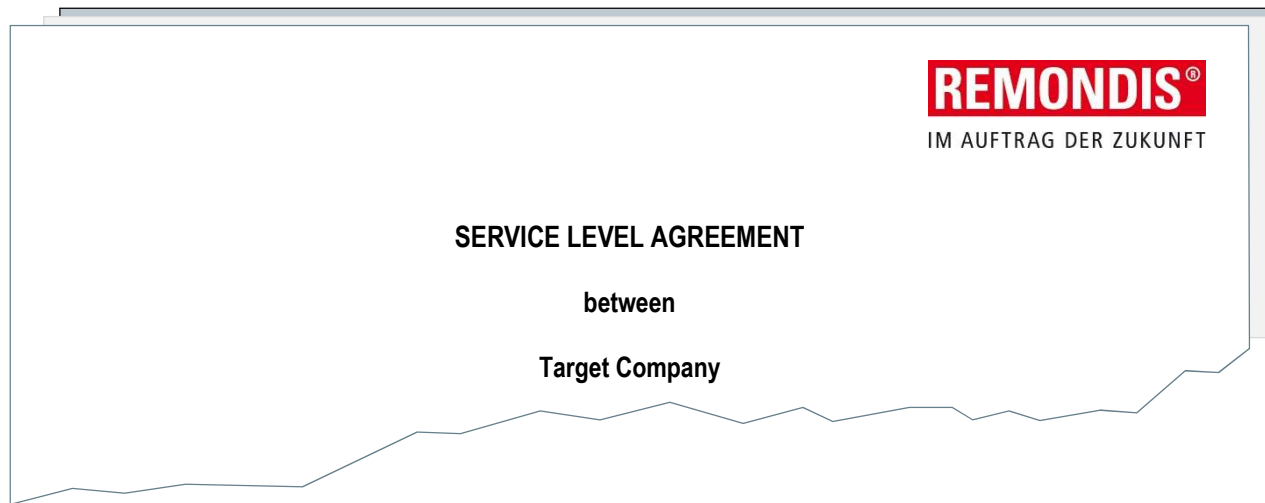 REMONDIS®
IM AUFTRAG DER ZUKUNFT
SERVICE LEVEL AGREEMENT
between
Target Company